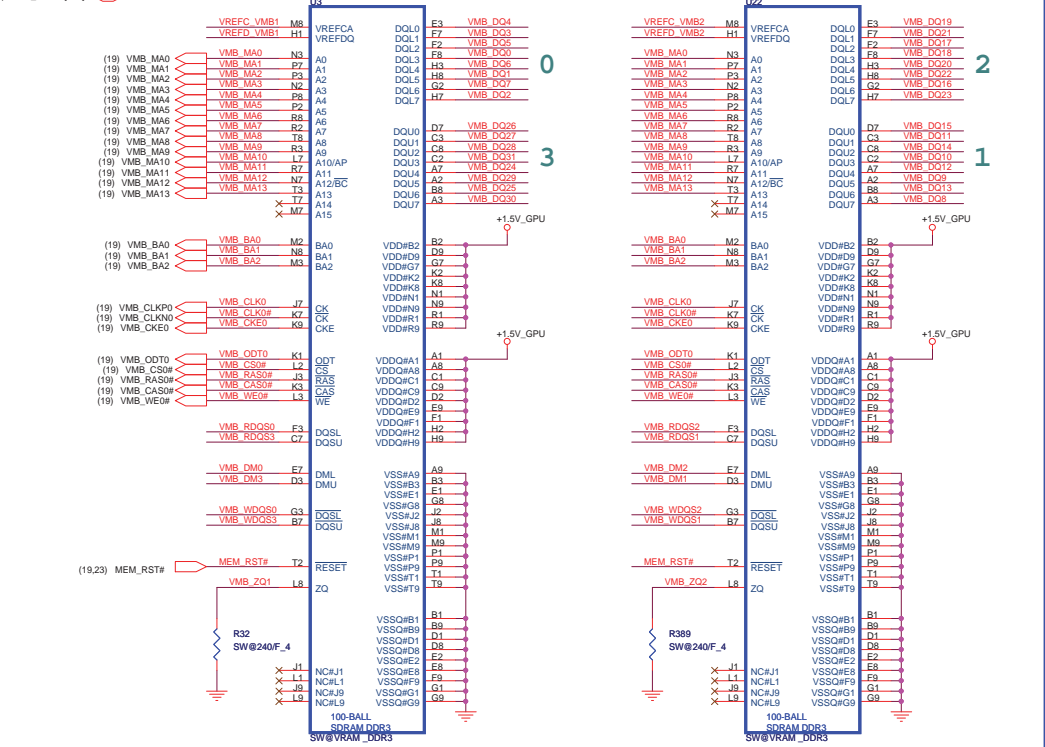 U3
VREFC_VMB1 M8 VREFCA
VREFD_VMB1 H1 VREFDQ
(19) VMB_MA0 VMB_MA0 N3 A0
(19) VMB_MA1 VMB_MA1 P7 A1
(19) VMB_MA2 VMB_MA2 P3 A2
(19) VMB_MA3 VMB_MA3 N2 A3
(19) VMB_MA4 VMB_MA4 P8 A4
(19) VMB_MA5 VMB_MA5 P2 A5
(19) VMB_MA6 VMB_MA6 R8 A6
(19) VMB_MA7 VMB_MA7 R2 A7
(19) VMB_MA8 VMB_MA8 T8 A8
(19) VMB_MA9 VMB_MA9 R3 A9
(19) VMB_MA10 VMB_MA10 L7 A10/AP
(19) VMB_MA11 VMB_MA11 R7 A11
(19) VMB_MA12 VMB_MA12 N7 A12/BC
(19) VMB_MA13 VMB_MA13 T3 A13
T7 A14
M7 A15
(19) VMB_BA0 VMB_BA0 M2 BA0
(19) VMB_BA1 VMB_BA1 N8 BA1
(19) VMB_BA2 VMB_BA2 M3 BA2
(19) VMB_CLKP0 VMB_CLK0 J7 CK
(19) VMB_CLKN0 VMB_CLK0# K7 CK
(19) VMB_CKE0 VMB_CKE0 K9 CKE
(19) VMB_ODT0 VMB_ODT0 K1 ODT
(19) VMB_CS0# VMB_CS0# L2 CS
(19) VMB_RAS0# VMB_RAS0# J3 RAS
(19) VMB_CAS0# VMB_CAS0# K3 CAS
(19) VMB_WE0# VMB_WE0# L3 WE
VMB_RDQS0 F3 DQSL
VMB_RDQS3 C7 DQSU
VMB_DM0 E7 DML
VMB_DM3 D3 DMU
VMB_WDQS0 G3 DQSL
VMB_WDQS3 B7 DQSU
(19,23) MEM_RST# MEM_RST# T2 RESET
VMB_ZQ1 L8 ZQ
R32
SW@240/F_4
J1 NC#J1
L1 NC#L1
J9 NC#J9
L9 NC#L9
DQL0 E3 VMB_DQ4
DQL1 F7 VMB_DQ3
DQL2 F2 VMB_DQ5
DQL3 F8 VMB_DQ0
DQL4 H3 VMB_DQ6
DQL5 H8 VMB_DQ1
DQL6 G2 VMB_DQ7
DQL7 H7 VMB_DQ2
0
DQU0 D7 VMB_DQ26
DQU1 C3 VMB_DQ27
DQU2 C8 VMB_DQ28
DQU3 C2 VMB_DQ31
DQU4 A7 VMB_DQ24
DQU5 A2 VMB_DQ29
DQU6 B8 VMB_DQ25
DQU7 A3 VMB_DQ30
3
+1.5V_GPU
VDD#B2 B2
VDD#D9 D9
VDD#G7 G7
VDD#K2 K2
VDD#K8 K8
VDD#N1 N1
VDD#N9 N9
VDD#R1 R1
VDD#R9 R9
+1.5V_GPU
VDDQ#A1 A1
VDDQ#A8 A8
VDDQ#C1 C1
VDDQ#C9 C9
VDDQ#D2 D2
VDDQ#E9 E9
VDDQ#F1 F1
VDDQ#H2 H2
VDDQ#H9 H9
VSS#A9 A9
VSS#B3 B3
VSS#E1 E1
VSS#G8 G8
VSS#J2 J2
VSS#J8 J8
VSS#M1 M1
VSS#M9 M9
VSS#P1 P1
VSS#P9 P9
VSS#T1 T1
VSS#T9 T9
VSSQ#B1 B1
VSSQ#B9 B9
VSSQ#D1 D1
VSSQ#D8 D8
VSSQ#E2 E2
VSSQ#E8 E8
VSSQ#F9 F9
VSSQ#G1 G1
VSSQ#G9 G9
100-BALL
SDRAM DDR3
SW@VRAM _DDR3
U22
VREFC_VMB2 M8 VREFCA
VREFD_VMB2 H1 VREFDQ
VMB_MA0 N3 A0
VMB_MA1 P7 A1
VMB_MA2 P3 A2
VMB_MA3 N2 A3
VMB_MA4 P8 A4
VMB_MA5 P2 A5
VMB_MA6 R8 A6
VMB_MA7 R2 A7
VMB_MA8 T8 A8
VMB_MA9 R3 A9
VMB_MA10 L7 A10/AP
VMB_MA11 R7 A11
VMB_MA12 N7 A12/BC
VMB_MA13 T3 A13
T7 A14
M7 A15
VMB_BA0 M2 BA0
VMB_BA1 N8 BA1
VMB_BA2 M3 BA2
VMB_CLK0 J7 CK
VMB_CLK0# K7 CK
VMB_CKE0 K9 CKE
VMB_ODT0 K1 ODT
VMB_CS0# L2 CS
VMB_RAS0# J3 RAS
VMB_CAS0# K3 CAS
VMB_WE0# L3 WE
VMB_RDQS2 F3 DQSL
VMB_RDQS1 C7 DQSU
VMB_DM2 E7 DML
VMB_DM1 D3 DMU
VMB_WDQS2 G3 DQSL
VMB_WDQS1 B7 DQSU
MEM_RST# T2 RESET
VMB_ZQ2 L8 ZQ
R389
SW@240/F_4
J1 NC#J1
L1 NC#L1
J9 NC#J9
L9 NC#L9
DQL0 E3 VMB_DQ19
DQL1 F7 VMB_DQ21
DQL2 F2 VMB_DQ17
DQL3 F8 VMB_DQ18
DQL4 H3 VMB_DQ20
DQL5 H8 VMB_DQ22
DQL6 G2 VMB_DQ16
DQL7 H7 VMB_DQ23
2
DQU0 D7 VMB_DQ15
DQU1 C3 VMB_DQ11
DQU2 C8 VMB_DQ14
DQU3 C2 VMB_DQ10
DQU4 A7 VMB_DQ12
DQU5 A2 VMB_DQ9
DQU6 B8 VMB_DQ13
DQU7 A3 VMB_DQ8
1
+1.5V_GPU
VDD#B2 B2
VDD#D9 D9
VDD#G7 G7
VDD#K2 K2
VDD#K8 K8
VDD#N1 N1
VDD#N9 N9
VDD#R1 R1
VDD#R9 R9
+1.5V_GPU
VDDQ#A1 A1
VDDQ#A8 A8
VDDQ#C1 C1
VDDQ#C9 C9
VDDQ#D2 D2
VDDQ#E9 E9
VDDQ#F1 F1
VDDQ#H2 H2
VDDQ#H9 H9
VSS#A9 A9
VSS#B3 B3
VSS#E1 E1
VSS#G8 G8
VSS#J2 J2
VSS#J8 J8
VSS#M1 M1
VSS#M9 M9
VSS#P1 P1
VSS#P9 P9
VSS#T1 T1
VSS#T9 T9
VSSQ#B1 B1
VSSQ#B9 B9
VSSQ#D1 D1
VSSQ#D8 D8
VSSQ#E2 E2
VSSQ#E8 E8
VSSQ#F9 F9
VSSQ#G1 G1
VSSQ#G9 G9
100-BALL
SDRAM DDR3
SW@VRAM _DDR3